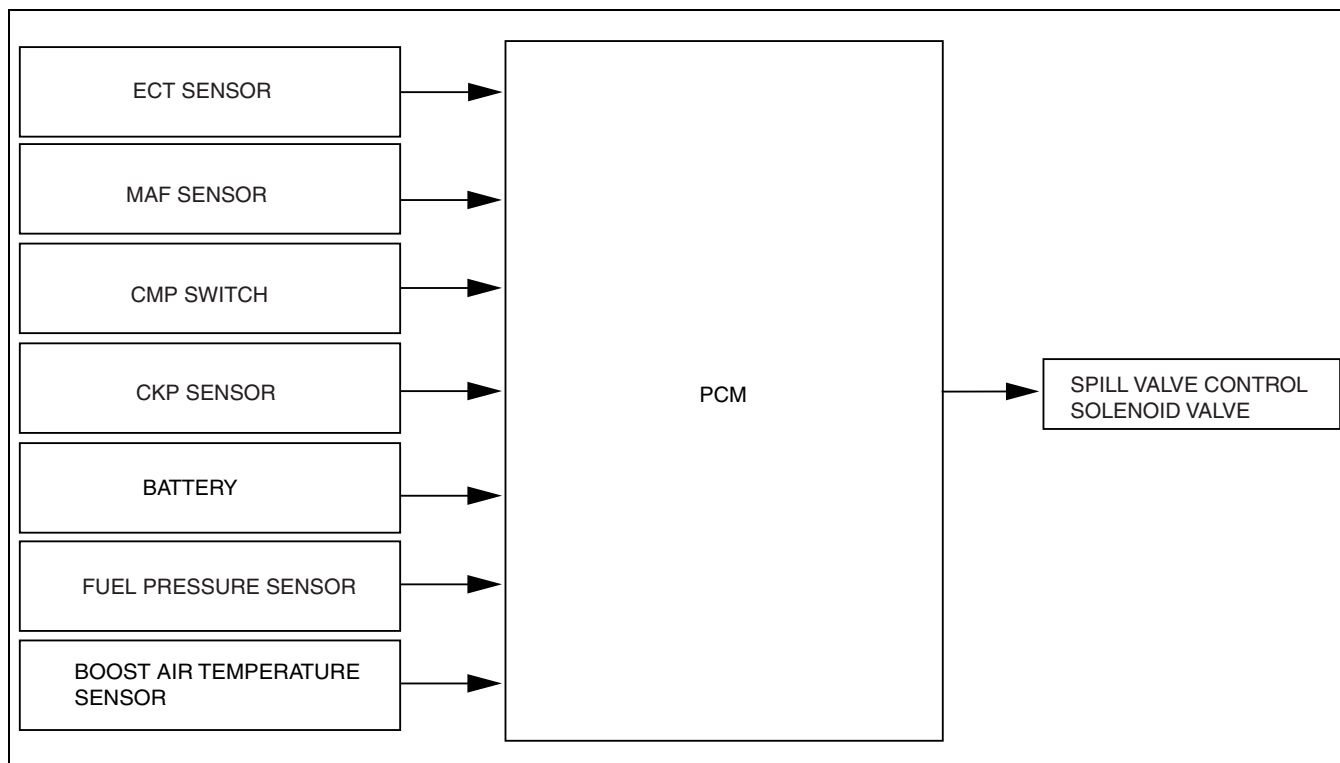 ECT SENSOR
MAF SENSOR
CMP SWITCH
CKP SENSOR
BATTERY
FUEL PRESSURE SENSOR
BOOST AIR TEMPERATURE
SENSOR
PCM
SPILL VALVE CONTROL
SOLENOID VALVE